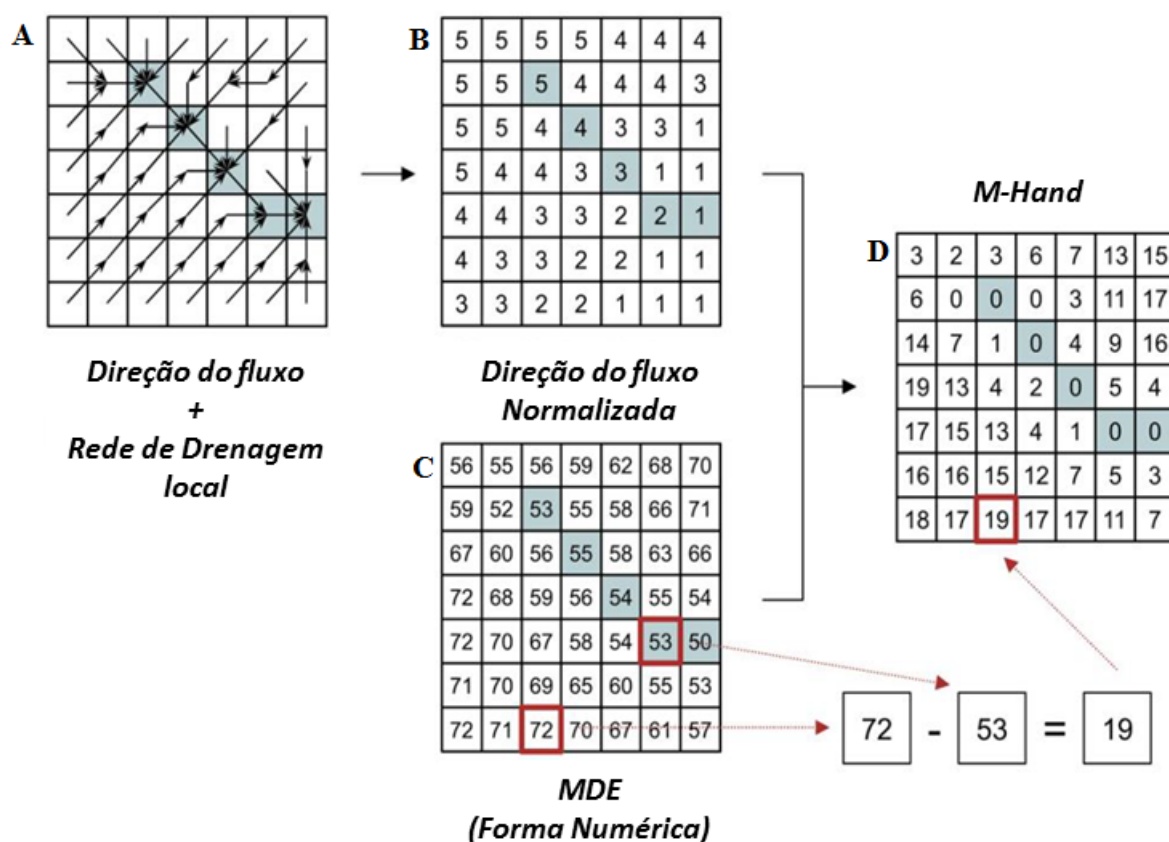 A
B
5 5 5 5 4 4 4
5 5 5 4 4 4 3
5 5 4 4 3 3 1
5 4 4 3 3 1 1
4 4 3 3 2 2 1
4 3 3 2 2 1 1
3 3 2 2 1 1 1
Direção do fluxo
+
Rede de Drenagem
local
Direção do fluxo
Normalizada
C
56 55 56 59 62 68 70
59 52 53 55 58 66 71
67 60 56 55 58 63 66
72 68 59 56 54 55 54
72 70 67 58 54 53 50
71 70 69 65 60 55 53
72 71 72 70 67 61 57
MDE
(Forma Numérica)
M-Hand
D
3 2 3 6 7 13 15
6 0 0 0 3 11 17
14 7 1 0 4 9 16
19 13 4 2 0 5 4
17 15 13 4 1 0 0
16 16 15 12 7 5 3
18 17 19 17 17 11 7
72 - 53 = 19